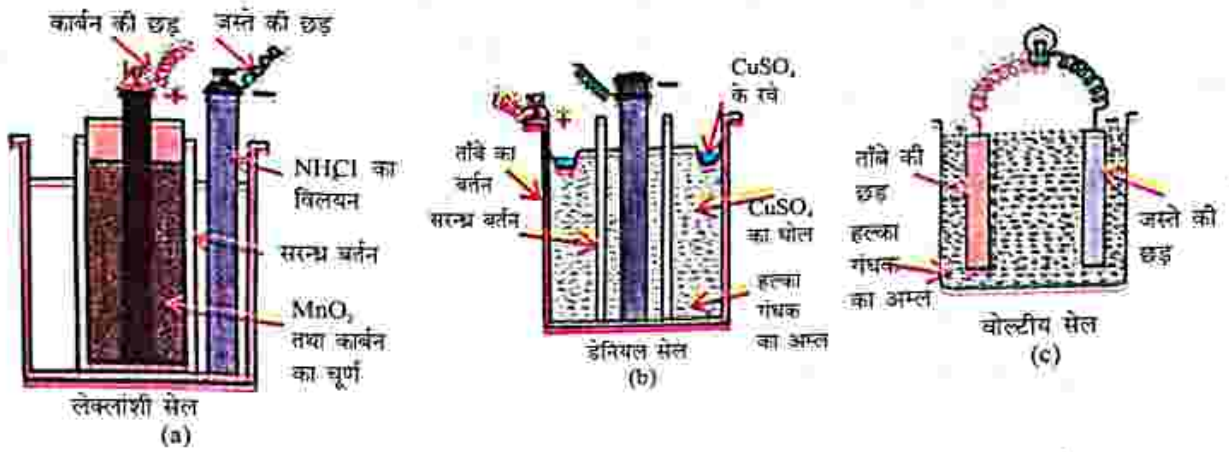 कार्बन की छड़
जस्ते की छड़
+
−
NH₄Cl का
विलयन
सरन्ध्र बर्तन
MnO₂
तथा कार्बन
का चूर्ण
लेक्लांशी सेल
(a)
CuSO₄
के रवे
+
−
ताँबे का
बर्तन
सरन्ध्र बर्तन
CuSO₄
का घोल
हल्का
गंधक
का अम्ल
डेनियल सेल
(b)
ताँबे की
छड़
हल्का
गंधक
का अम्ल
जस्ते की
छड़
वोल्टीय सेल
(c)